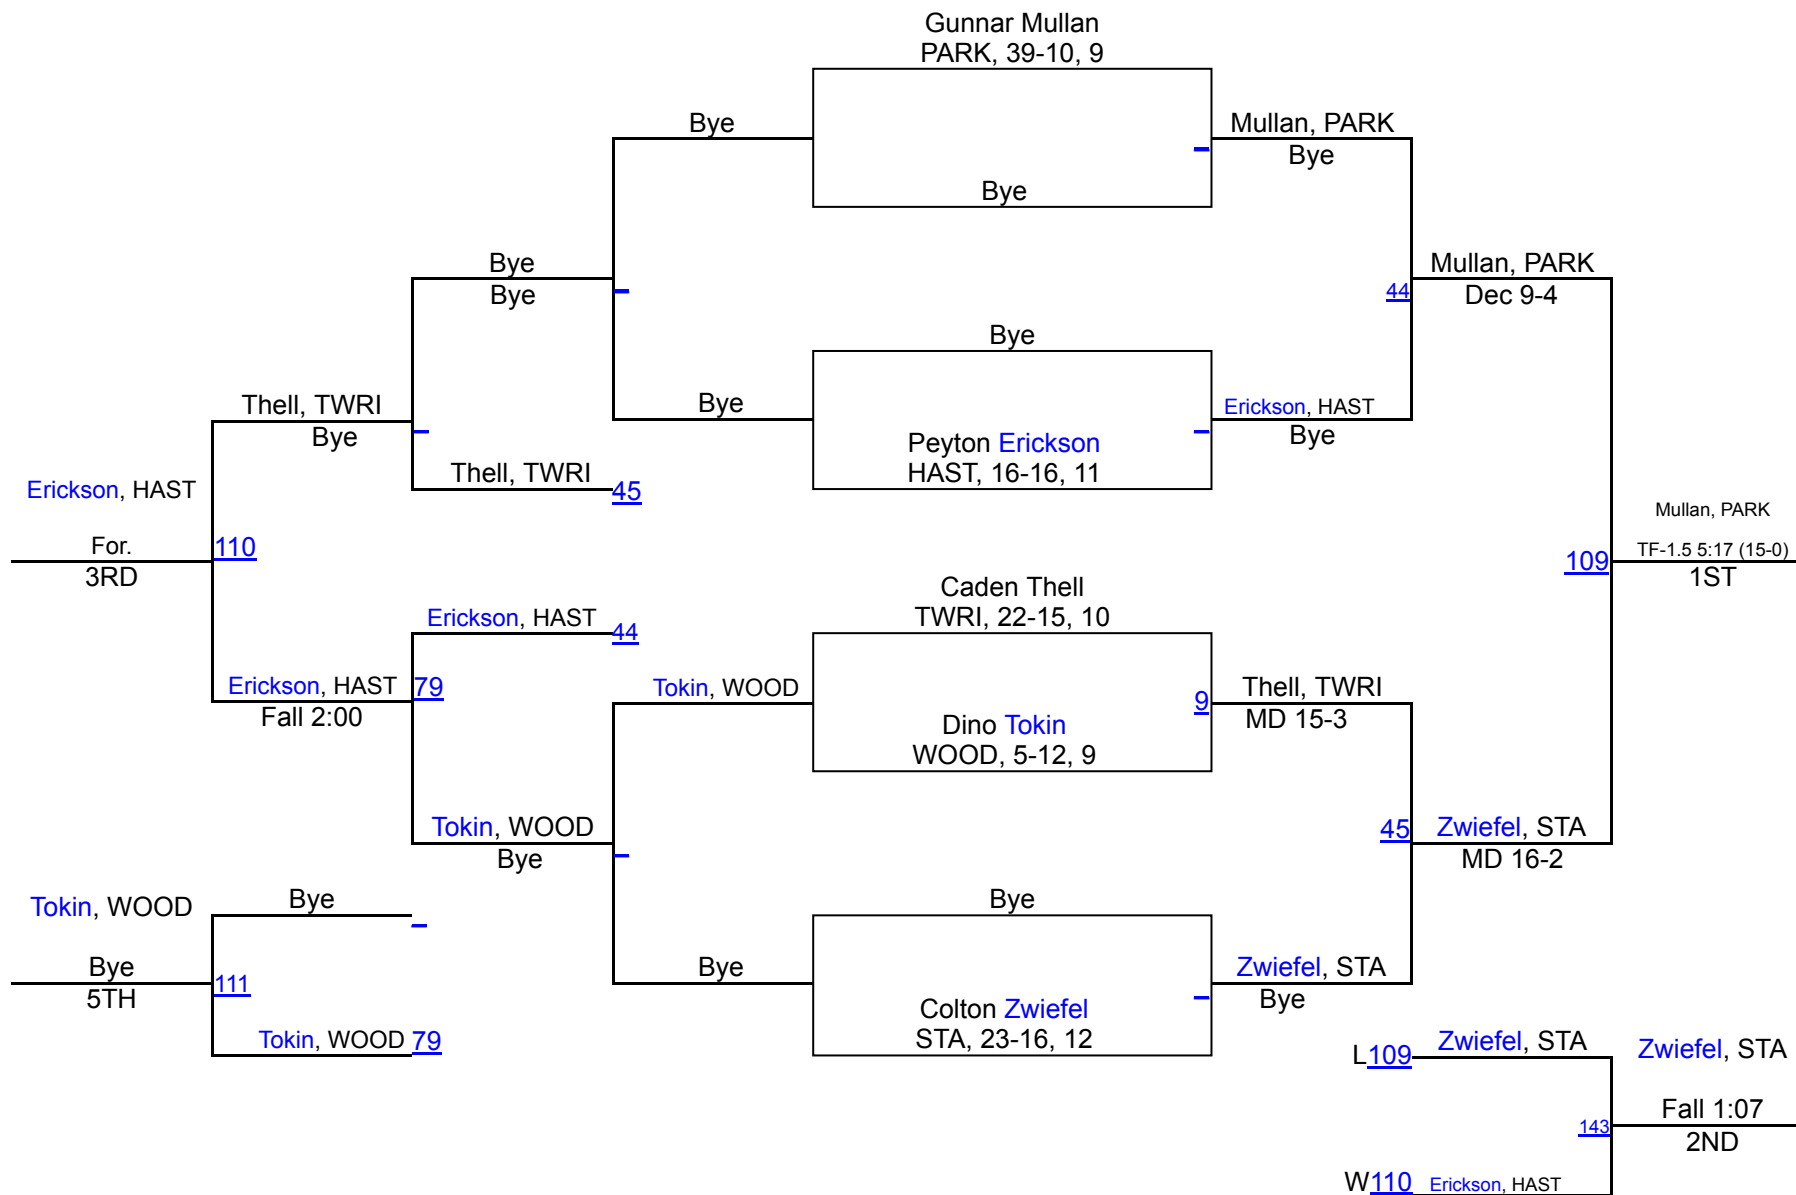 Gunnar Mullan
PARK, 39-10, 9
Bye
Mullan, PARK
Bye
Bye
Bye
Bye
Mullan, PARK
44
Dec 9-4
Bye
Thell, TWRI
Bye
Bye
Erickson, HAST
Bye
Peyton Erickson
HAST, 16-16, 11
Thell, TWRI
45
Erickson, HAST
For.
3RD
110
Mullan, PARK
TF-1.5 5:17 (15-0)
1ST
109
Caden Thell
TWRI, 22-15, 10
Erickson, HAST
44
Erickson, HAST
79
Fall 2:00
Tokin, WOOD
9
Thell, TWRI
MD 15-3
Dino Tokin
WOOD, 5-12, 9
Tokin, WOOD
Bye
45
Zwiefel, STA
MD 16-2
Tokin, WOOD
Bye
Bye
Bye
5TH
111
Bye
Zwiefel, STA
Bye
Colton Zwiefel
STA, 23-16, 12
Tokin, WOOD 79
L109
Zwiefel, STA
Zwiefel, STA
Fall 1:07
143
2ND
W110
Erickson, HAST